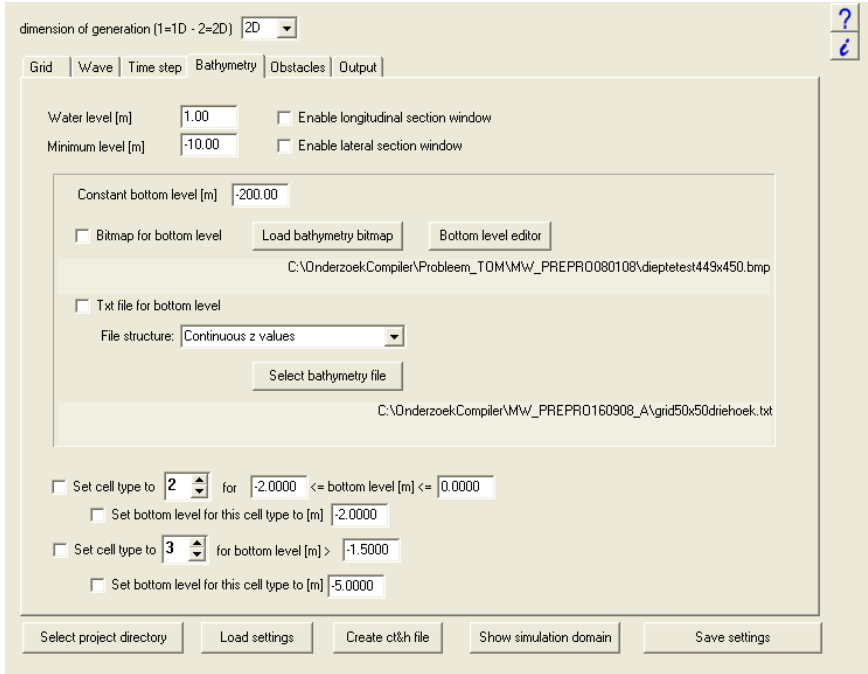 dimension of generation (1=1D - 2=2D) 2D
?
i
Grid Wave Time step Bathymetry Obstacles Output
Water level [m] 1.00 Enable longitudinal section window
Minimum level [m] -10.00 Enable lateral section window
Constant bottom level [m] -200.00
Bitmap for bottom level Load bathymetry bitmap Bottom level editor
C:\OnderzoekCompiler\Probleem_TOM\MW_PREPRO080108\dieptetest449x450.bmp
Txt file for bottom level
File structure: Continuous z values
Select bathymetry file
C:\OnderzoekCompiler\MW_PREPRO160908_A\grid50x50driehoek.txt
Set cell type to 2 for -2.0000 <= bottom level [m] <= 0.0000
Set bottom level for this cell type to [m] -2.0000
Set cell type to 3 for bottom level [m] > -1.5000
Set bottom level for this cell type to [m] -5.0000
Select project directory Load settings Create ct&h file Show simulation domain Save settings